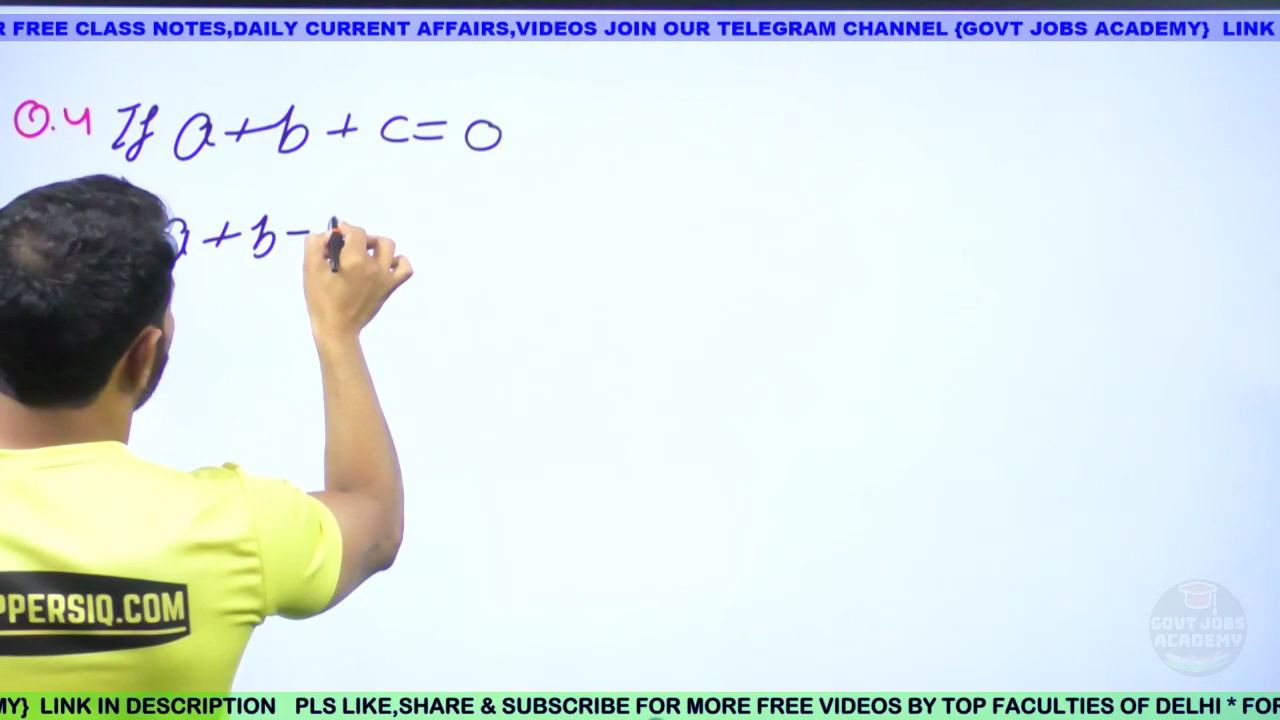 R FREE CLASS NOTES,DAILY CURRENT AFFAIRS,VIDEOS JOIN OUR TELEGRAM CHANNEL {GOVT JOBS ACADEMY} LINK
Q.4 If a+b+c=0
a+b-
PPERSIQ.COM
GOVT JOBS
ACADEMY
MY} LINK IN DESCRIPTION PLS LIKE,SHARE & SUBSCRIBE FOR MORE FREE VIDEOS BY TOP FACULTIES OF DELHI * FOR